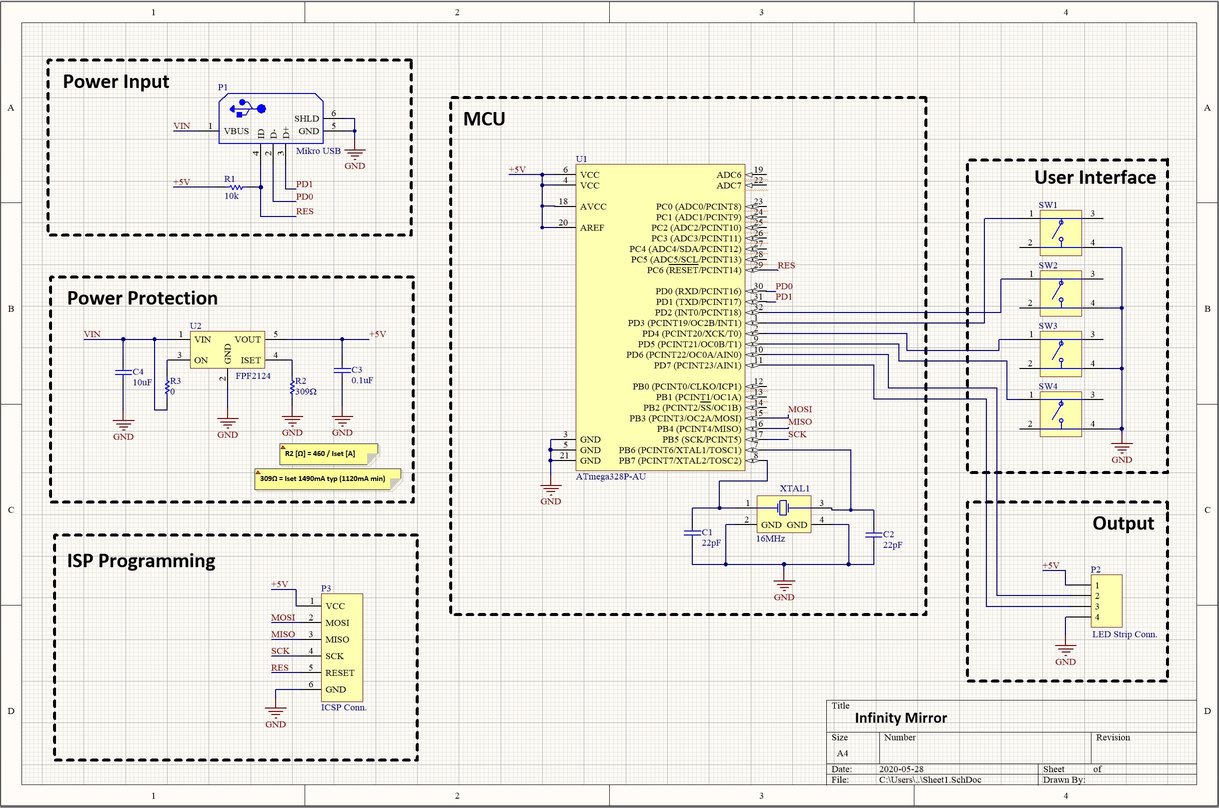 1 2 3 4
A
B
C
D
Power Input
P1
VIN 1 VBUS
SHLD 6
GND 5
ID D- D+
4 2 3
Mikro USB
GND
+5V R1 10k
PD1
PD0
RES
Power Protection
U2
VIN 1 VIN VOUT 5 +5V
3 ON GND ISET 4
2
FPF2124
C4
10uF
R3
0
R2
309Ω
C3
0.1uF
GND GND GND GND
R2 [Ω] = 460 / Iset [A]
309Ω = Iset 1490mA typ (1120mA min)
ISP Programming
P3
+5V 1 VCC
MOSI 2 MOSI
MISO 3 MISO
SCK 4 SCK
RES 5 RESET
6 GND
GND
ICSP Conn.
MCU
U1
+5V
6 VCC
4 VCC
18 AVCC
20 AREF
3 GND
5 GND
21 GND
GND
ADC6 19
ADC7 22
PC0 (ADC0/PCINT8) 23
PC1 (ADC1/PCINT9) 24
PC2 (ADC2/PCINT10) 25
PC3 (ADC3/PCINT11) 26
PC4 (ADC4/SDA/PCINT12) 27
PC5 (ADC5/SCL/PCINT13) 28
PC6 (RESET/PCINT14) 29 RES
PD0 (RXD/PCINT16) 30 PD0
PD1 (TXD/PCINT17) 31 PD1
PD2 (INT0/PCINT18) 32
PD3 (PCINT19/OC2B/INT1)
PD4 (PCINT20/XCK/T0)
PD5 (PCINT21/OC0B/T1) 9
PD6 (PCINT22/OC0A/AIN0) 10
PD7 (PCINT23/AIN1) 11
PB0 (PCINT0/CLKO/ICP1) 12
PB1 (PCINT1/OC1A) 13
PB2 (PCINT2/SS/OC1B) 14
PB3 (PCINT3/OC2A/MOSI) 15 MOSI
PB4 (PCINT4/MISO) 16 MISO
PB5 (SCK/PCINT5) 17 SCK
PB6 (PCINT6/XTAL1/TOSC1) 7
PB7 (PCINT7/XTAL2/TOSC2) 8
ATmega328P-AU
XTAL1
1 3
2 GND GND 4
16MHz
C1
22pF
C2
22pF
GND
User Interface
SW1
1 3
2 4
SW2
1 3
2 4
SW3
1 3
2 4
SW4
1 3
2 4
GND
Output
+5V P2
1
2
3
4
LED Strip Conn.
GND
Title
Infinity Mirror
Size Number Revision
A4
Date: 2020-05-28 Sheet of
File: C:\Users\..\Sheet1.SchDoc Drawn By:
A
B
C
D
1 2 3 4